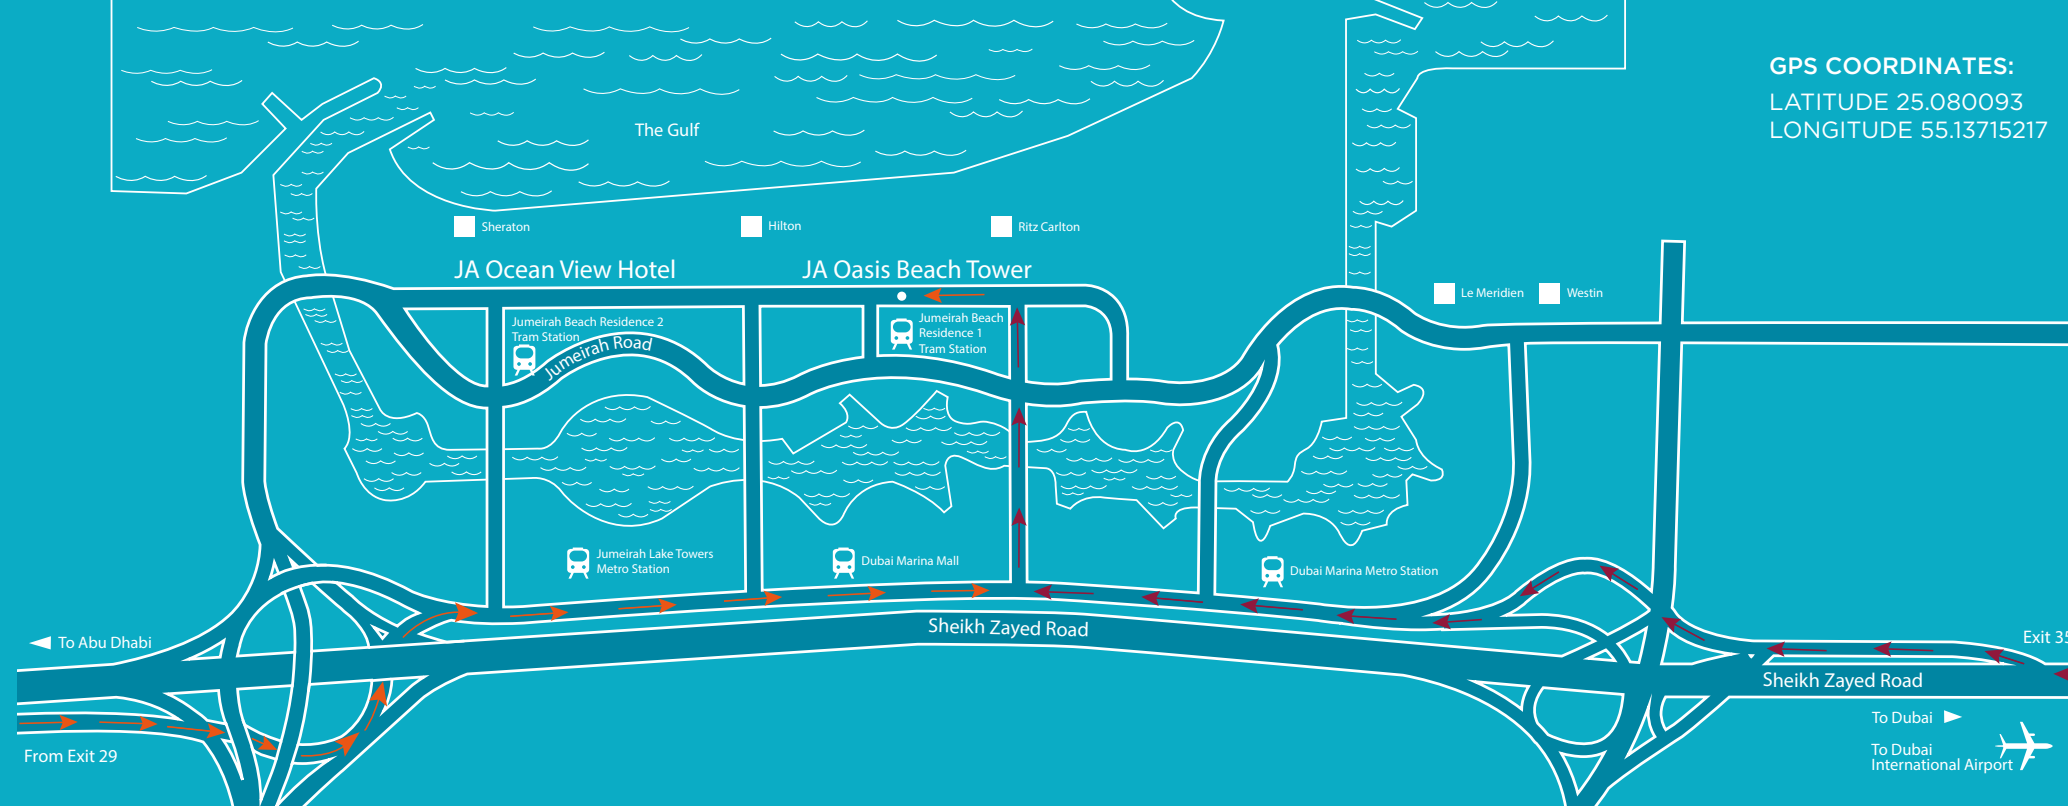 GPS COORDINATES:
LATITUDE 25.080093
LONGITUDE 55.13715217
The Gulf
Sheraton
Hilton
Ritz Carlton
JA Ocean View Hotel
JA Oasis Beach Tower
Le Meridien
Westin
Jumeirah Beach Residence 2
Tram Station
Jumeirah Beach
Residence 1
Tram Station
Jumeirah Road
Jumeirah Lake Towers
Metro Station
Dubai Marina Mall
Dubai Marina Metro Station
Sheikh Zayed Road
To Abu Dhabi
Exit 35
Sheikh Zayed Road
To Dubai
From Exit 29
To Dubai
International Airport